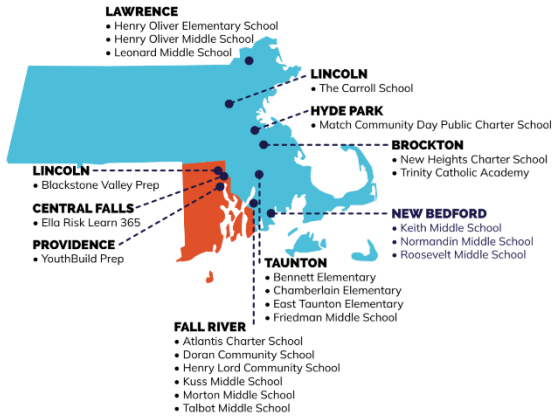 LAWRENCE
• Henry Oliver Elementary School
• Henry Oliver Middle School
• Leonard Middle School
LINCOLN
• The Carroll School
HYDE PARK
• Match Community Day Public Charter School
BROCKTON
• New Heights Charter School
• Trinity Catholic Academy
LINCOLN
• Blackstone Valley Prep
CENTRAL FALLS
• Ella Risk Learn 365
PROVIDENCE
• YouthBuild Prep
NEW BEDFORD
• Keith Middle School
• Normandin Middle School
• Roosevelt Middle School
TAUNTON
• Bennett Elementary
• Chamberlain Elementary
• East Taunton Elementary
• Friedman Middle School
FALL RIVER
• Atlantis Charter School
• Doran Community School
• Henry Lord Community School
• Kuss Middle School
• Morton Middle School
• Talbot Middle School